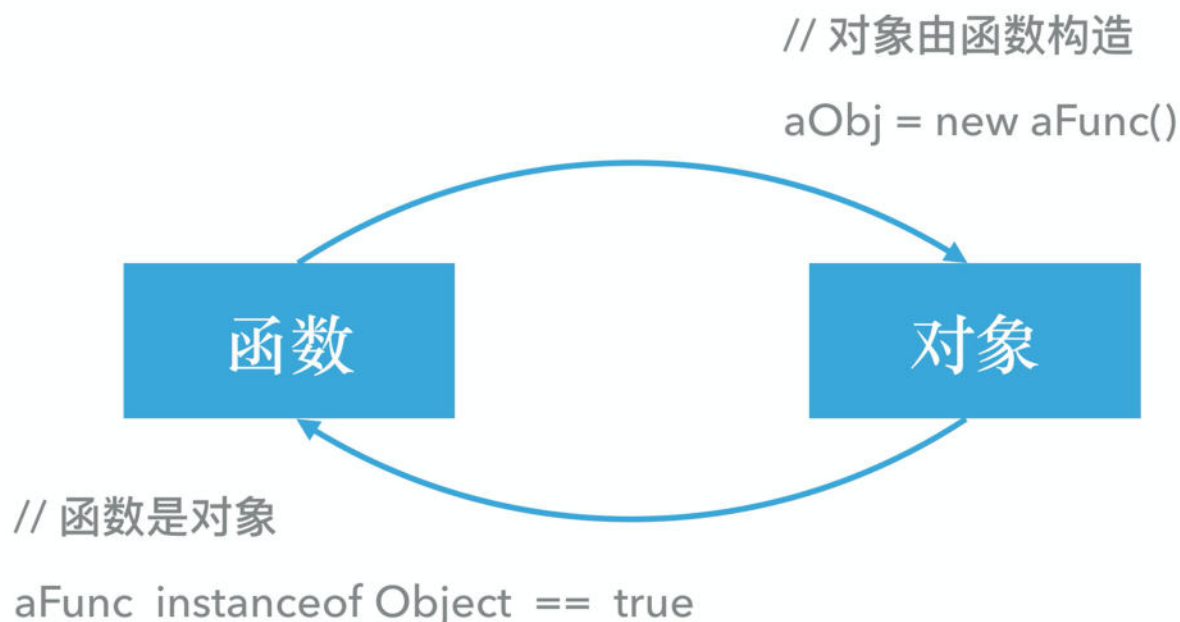 // 对象由函数构造
aObj = new aFunc()
函数
对象
// 函数是对象
aFunc instanceof Object == true